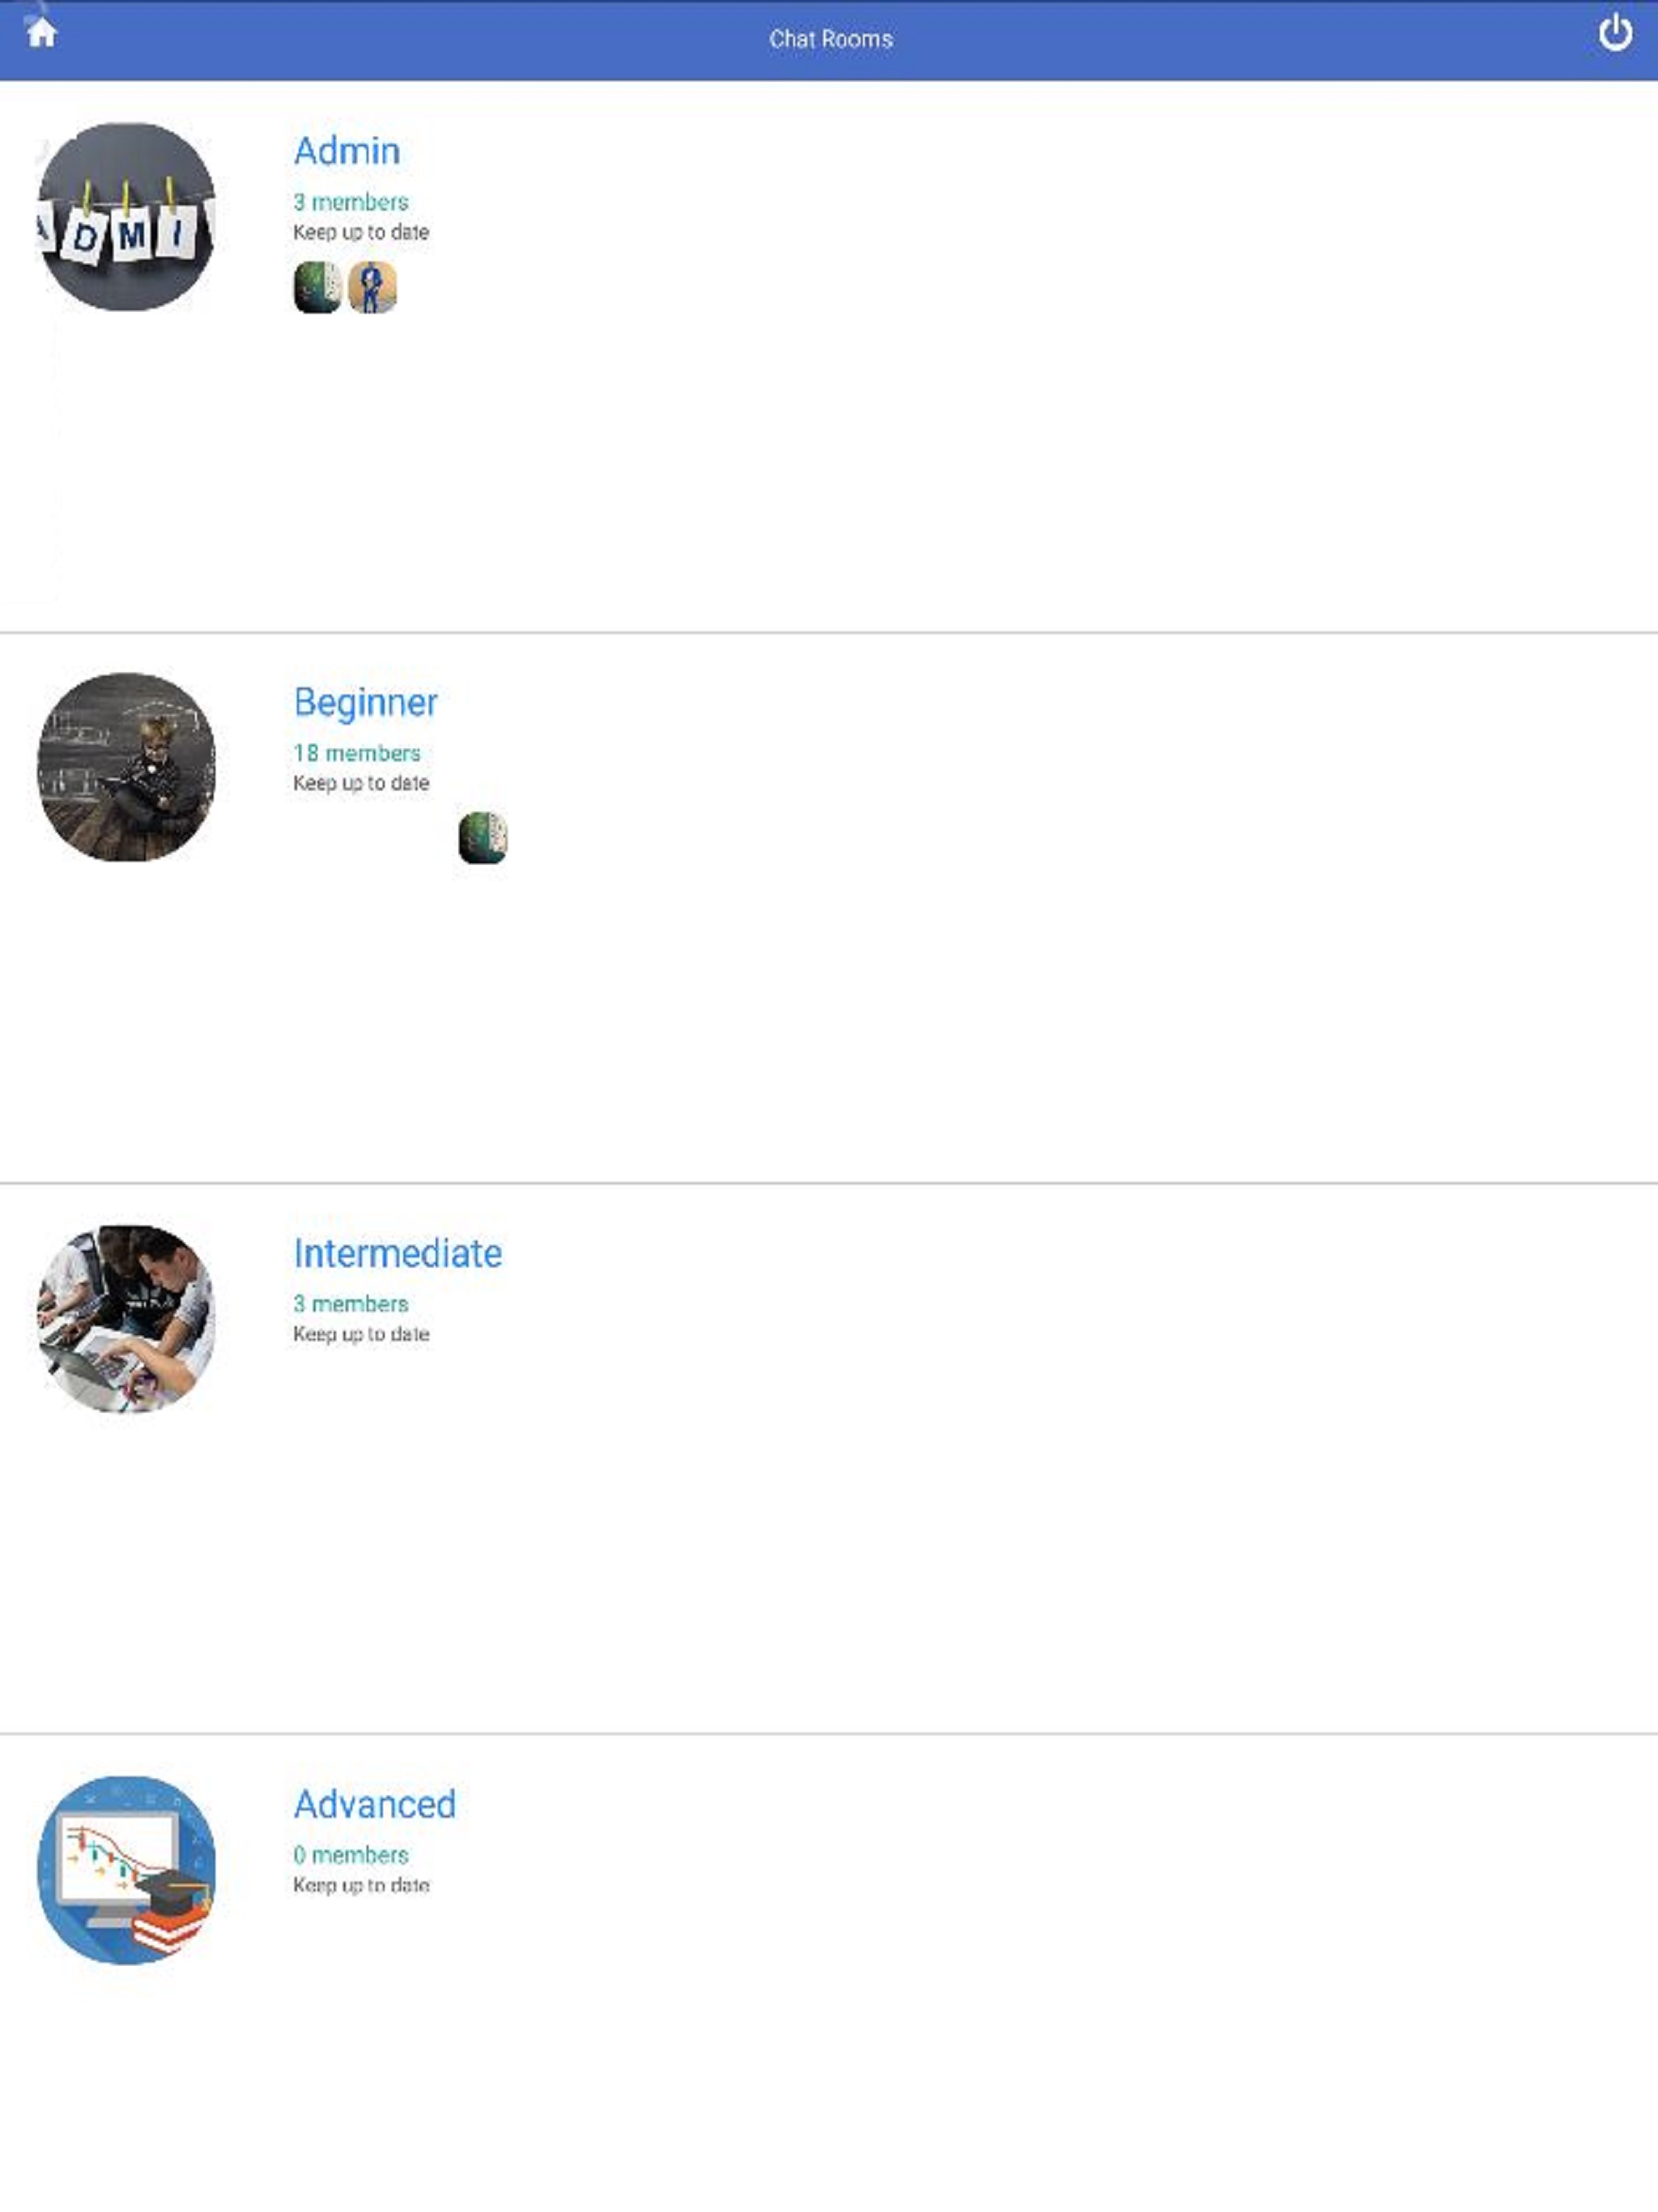 Chat Rooms
A D M I
Admin
3 members
Keep up to date
Beginner
18 members
Keep up to date
Intermediate
3 members
Keep up to date
Advanced
0 members
Keep up to date